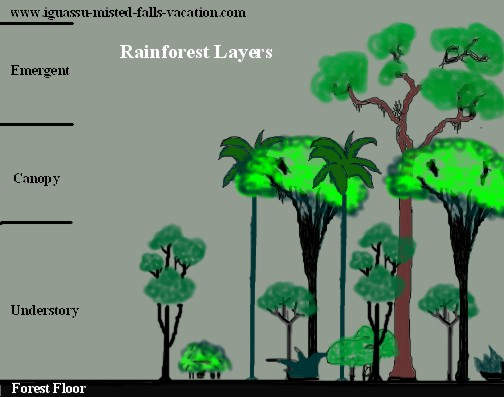 www.iguassu-misted-falls-vacation.com
Rainforest Layers
Emergent
Canopy
Understory
Forest Floor